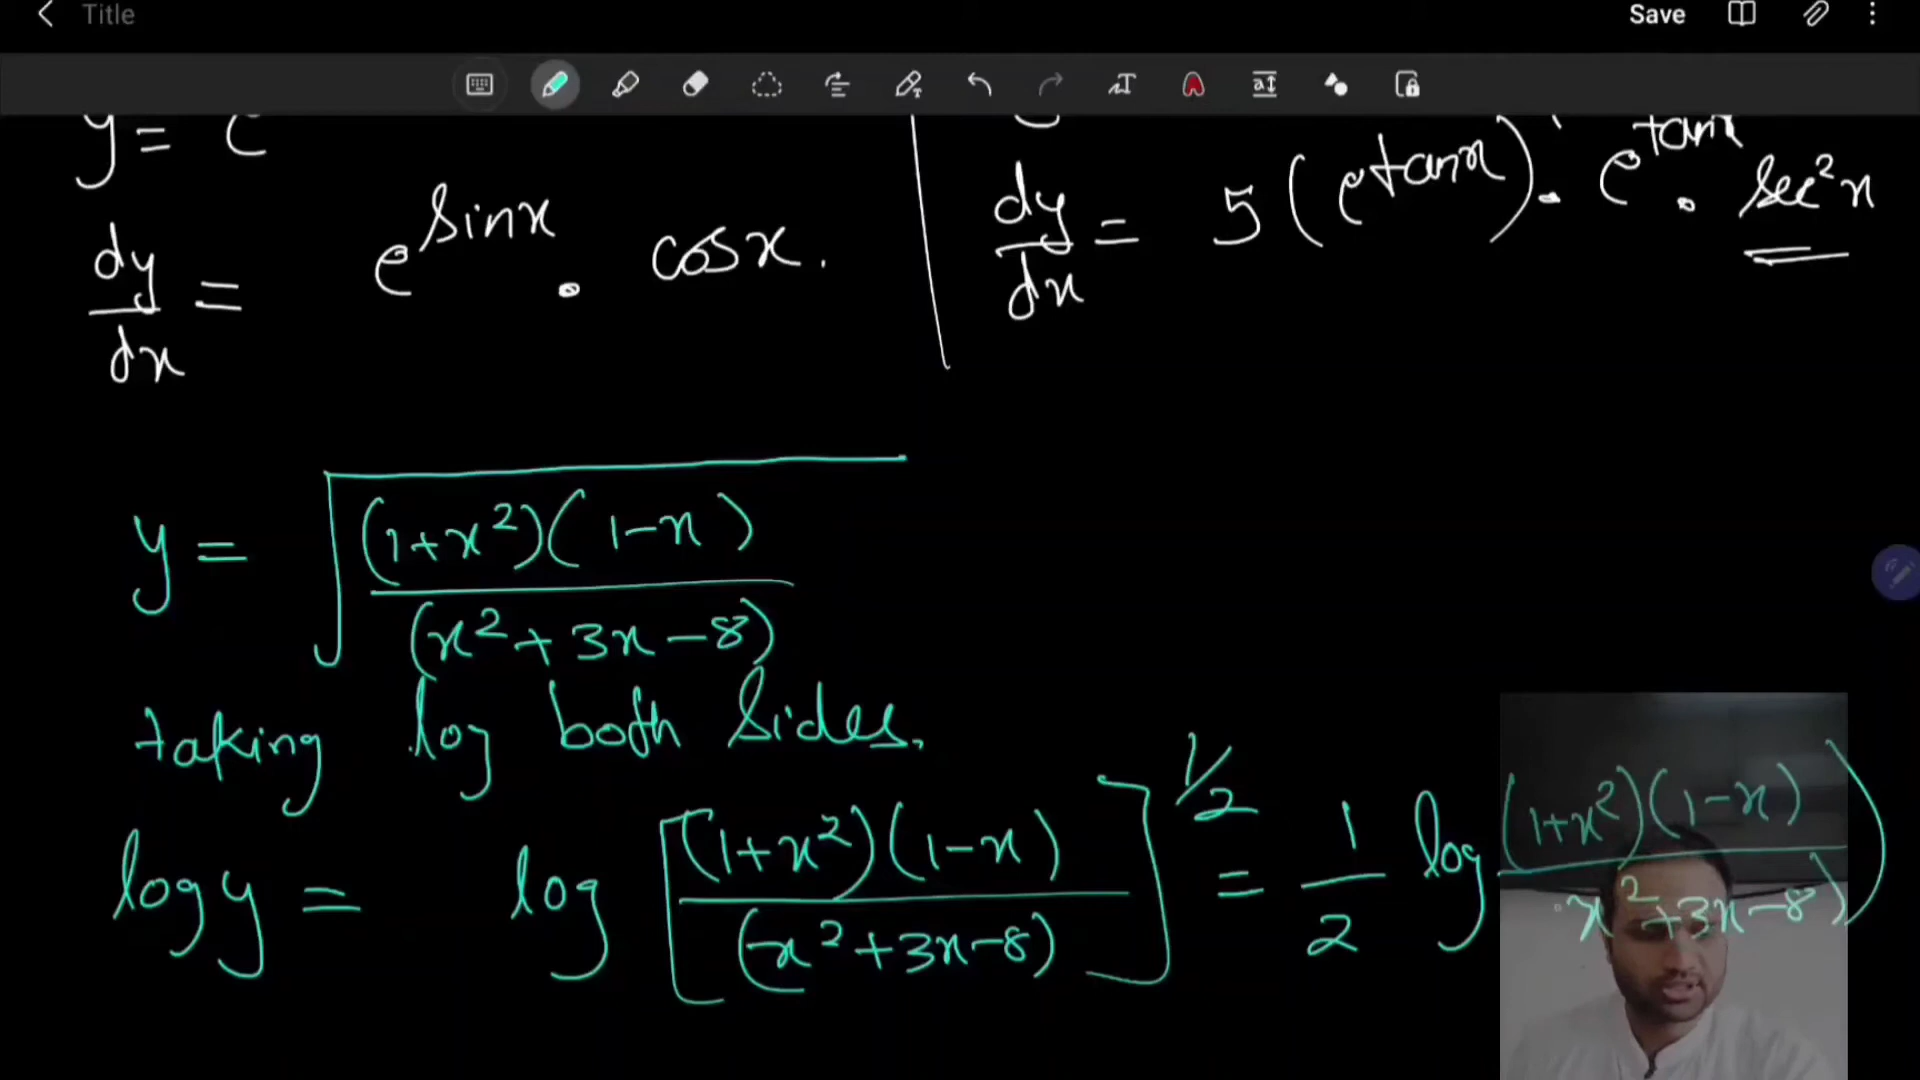 Title
Save
y =
dy/dx = e^sinx . cosx.
dy/dx = 5(e^tanx) . e^tanx . sec²x
y = √((1+x²)(1-x)/(x²+3x-8))
taking log both sides.
log y = log [(1+x²)(1-x)/(x²+3x-8)]^1/2 = 1/2 log ((1+x²)(1-x)/x²+3x-8))